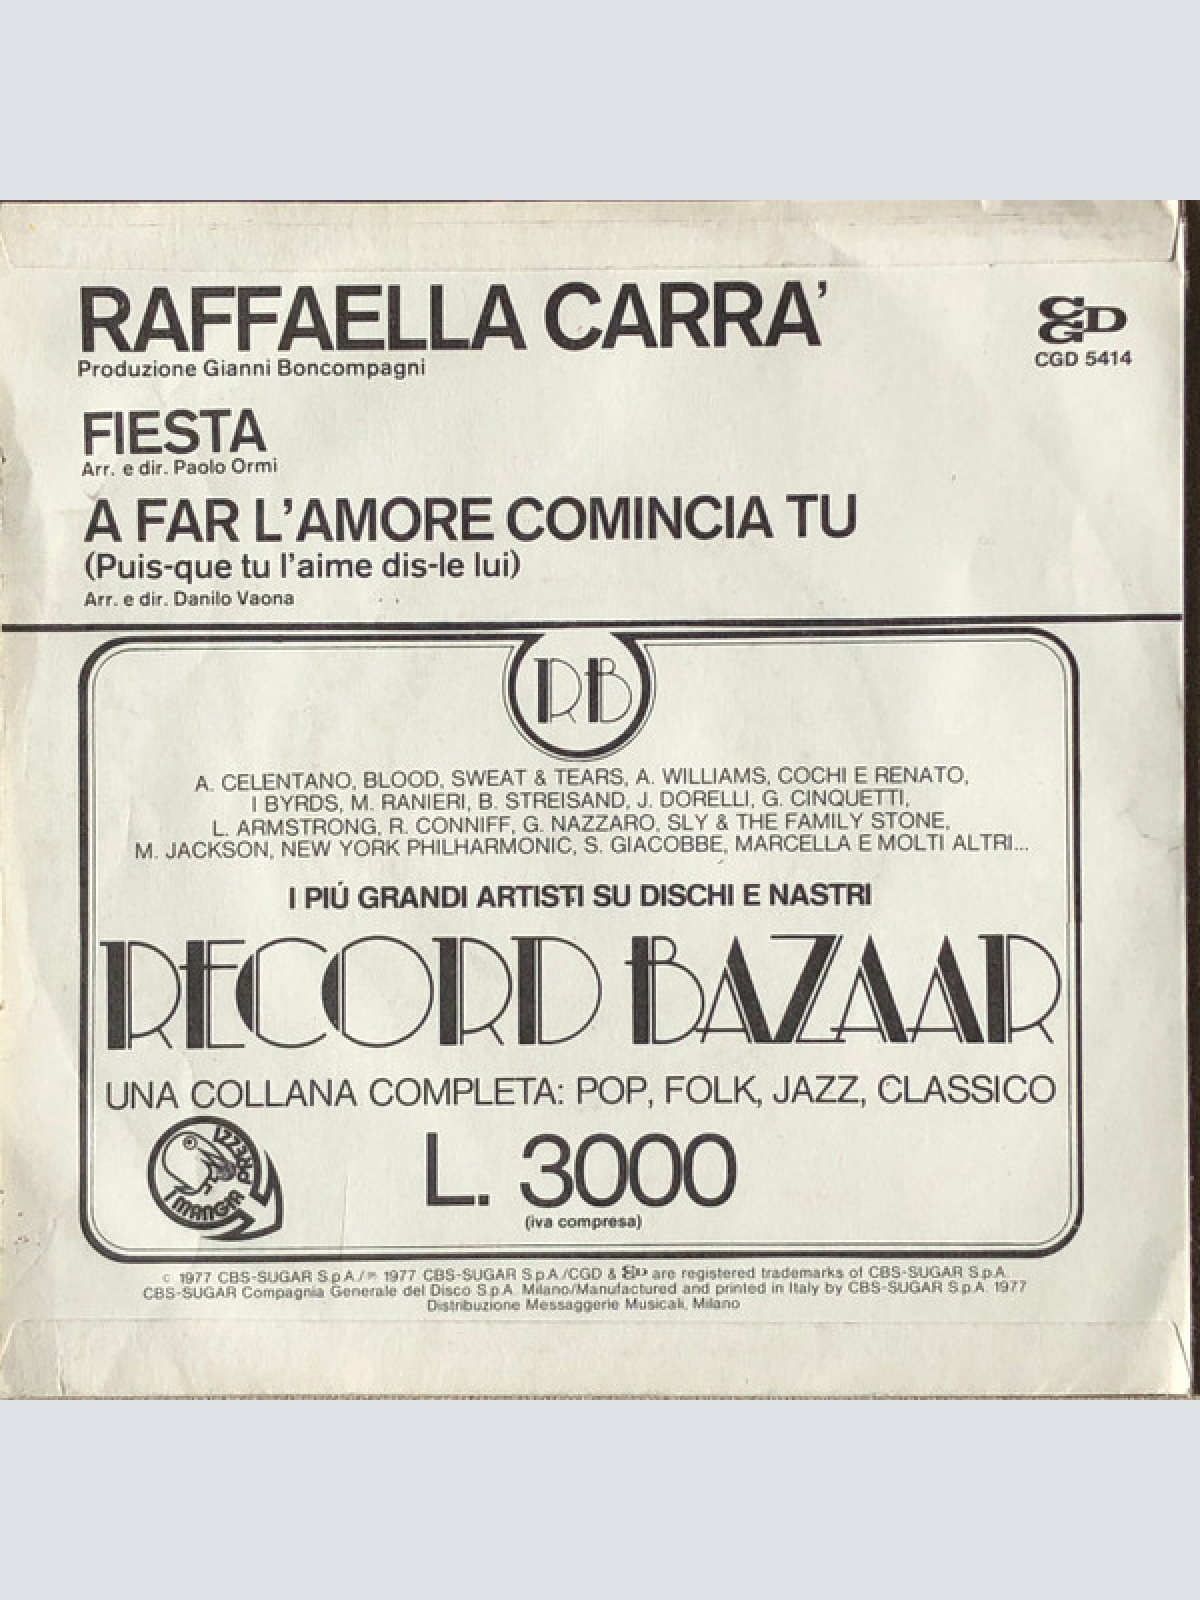 RAFFAELLA CARRA'
Produzione Gianni Boncompagni
CGD
CGD 5414
FIESTA
Arr. e dir. Paolo Ormi
A FAR L'AMORE COMINCIA TU
(Puis-que tu l'aime dis-le lui)
Arr. e dir. Danilo Vaona
RB
A. CELENTANO, BLOOD, SWEAT & TEARS, A. WILLIAMS, COCHI E RENATO,
I BYRDS, M. RANIERI, B. STREISAND, J. DORELLI, G. CINQUETTI,
L. ARMSTRONG, R. CONNIFF, G. NAZZARO, SLY & THE FAMILY STONE,
M. JACKSON, NEW YORK PHILHARMONIC, S. GIACOBBE, MARCELLA E MOLTI ALTRI...
I PIÚ GRANDI ARTISTI SU DISCHI E NASTRI
RECORD BAZAAR
UNA COLLANA COMPLETA: POP, FOLK, JAZZ, CLASSICO
MANGIA PREZZI
L. 3000
(iva compresa)
© 1977 CBS-SUGAR S.p.A./℗ 1977 CBS-SUGAR S.p.A./CGD & CGD are registered trademarks of CBS-SUGAR S.p.A.
CBS-SUGAR Compagnia Generale del Disco S.p.A. Milano/Manufactured and printed in Italy by CBS-SUGAR S.p.A. 1977
Distribuzione Messaggerie Musicali, Milano